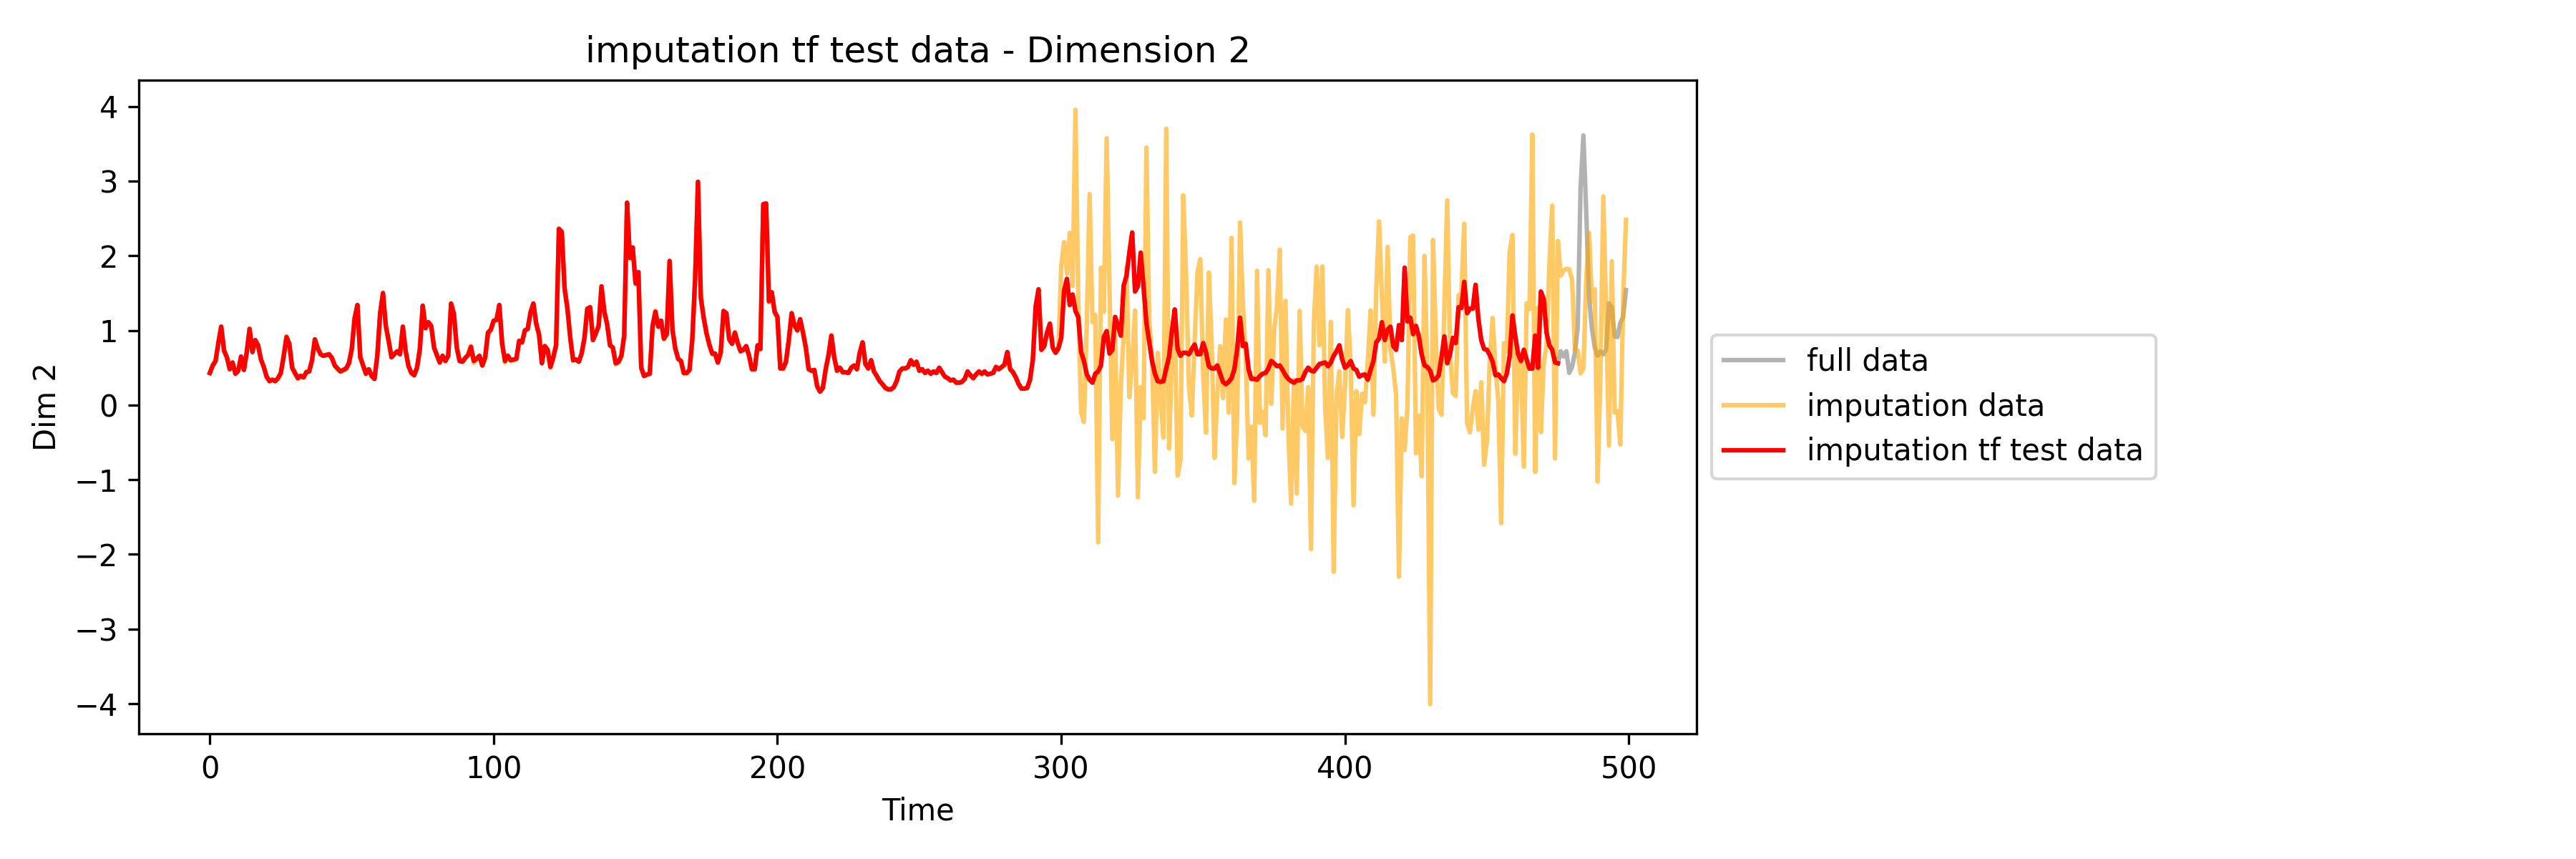 imputation tf test data - Dimension 2
4
3
2
1
0
−1
−2
−3
−4
Dim 2
0 100 200 300 400 500
Time
full data
imputation data
imputation tf test data